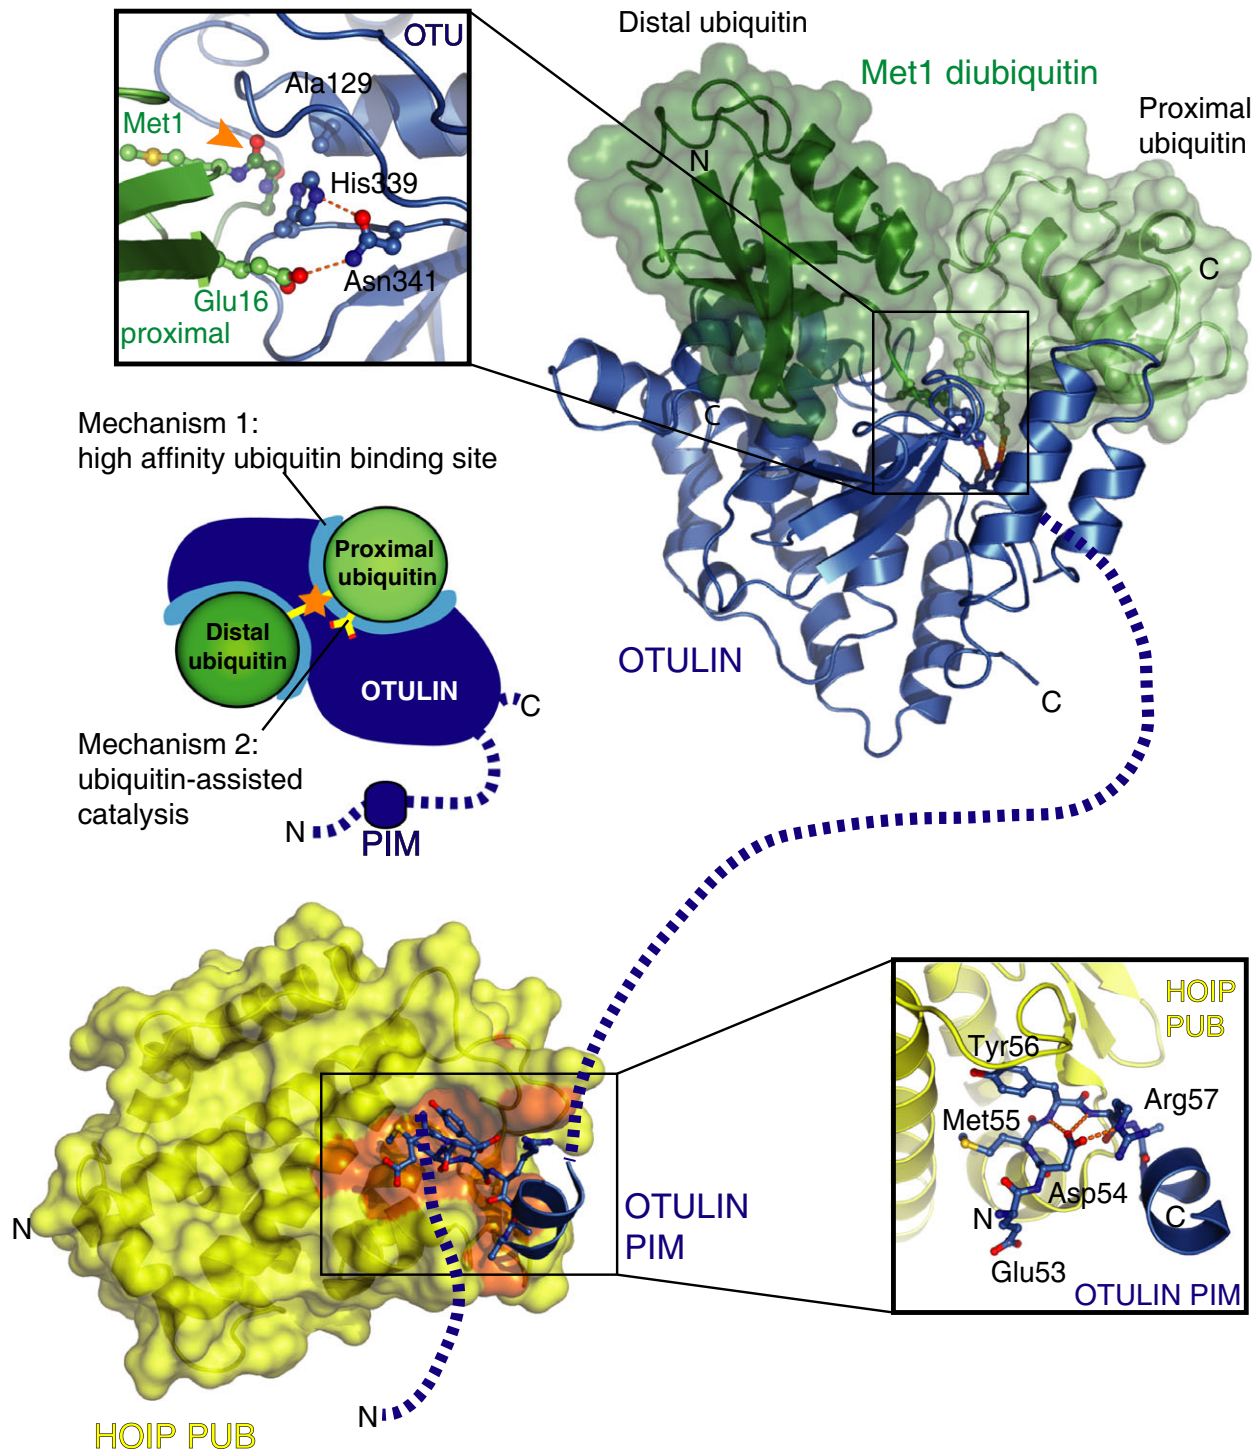 Distal ubiquitin
Met1 diubiquitin
Proximal
ubiquitin
OTU
Ala129
Met1
His339
Asn341
Glu16
proximal
N
C
C
OTULIN
C
Mechanism 1:
high affinity ubiquitin binding site
Proximal
ubiquitin
Distal
ubiquitin
OTULIN
C
Mechanism 2:
ubiquitin-assisted
catalysis
N
PIM
N
OTULIN
PIM
N
HOIP PUB
HOIP
PUB
Tyr56
Met55
Arg57
Asp54
N
C
Glu53
OTULIN PIM